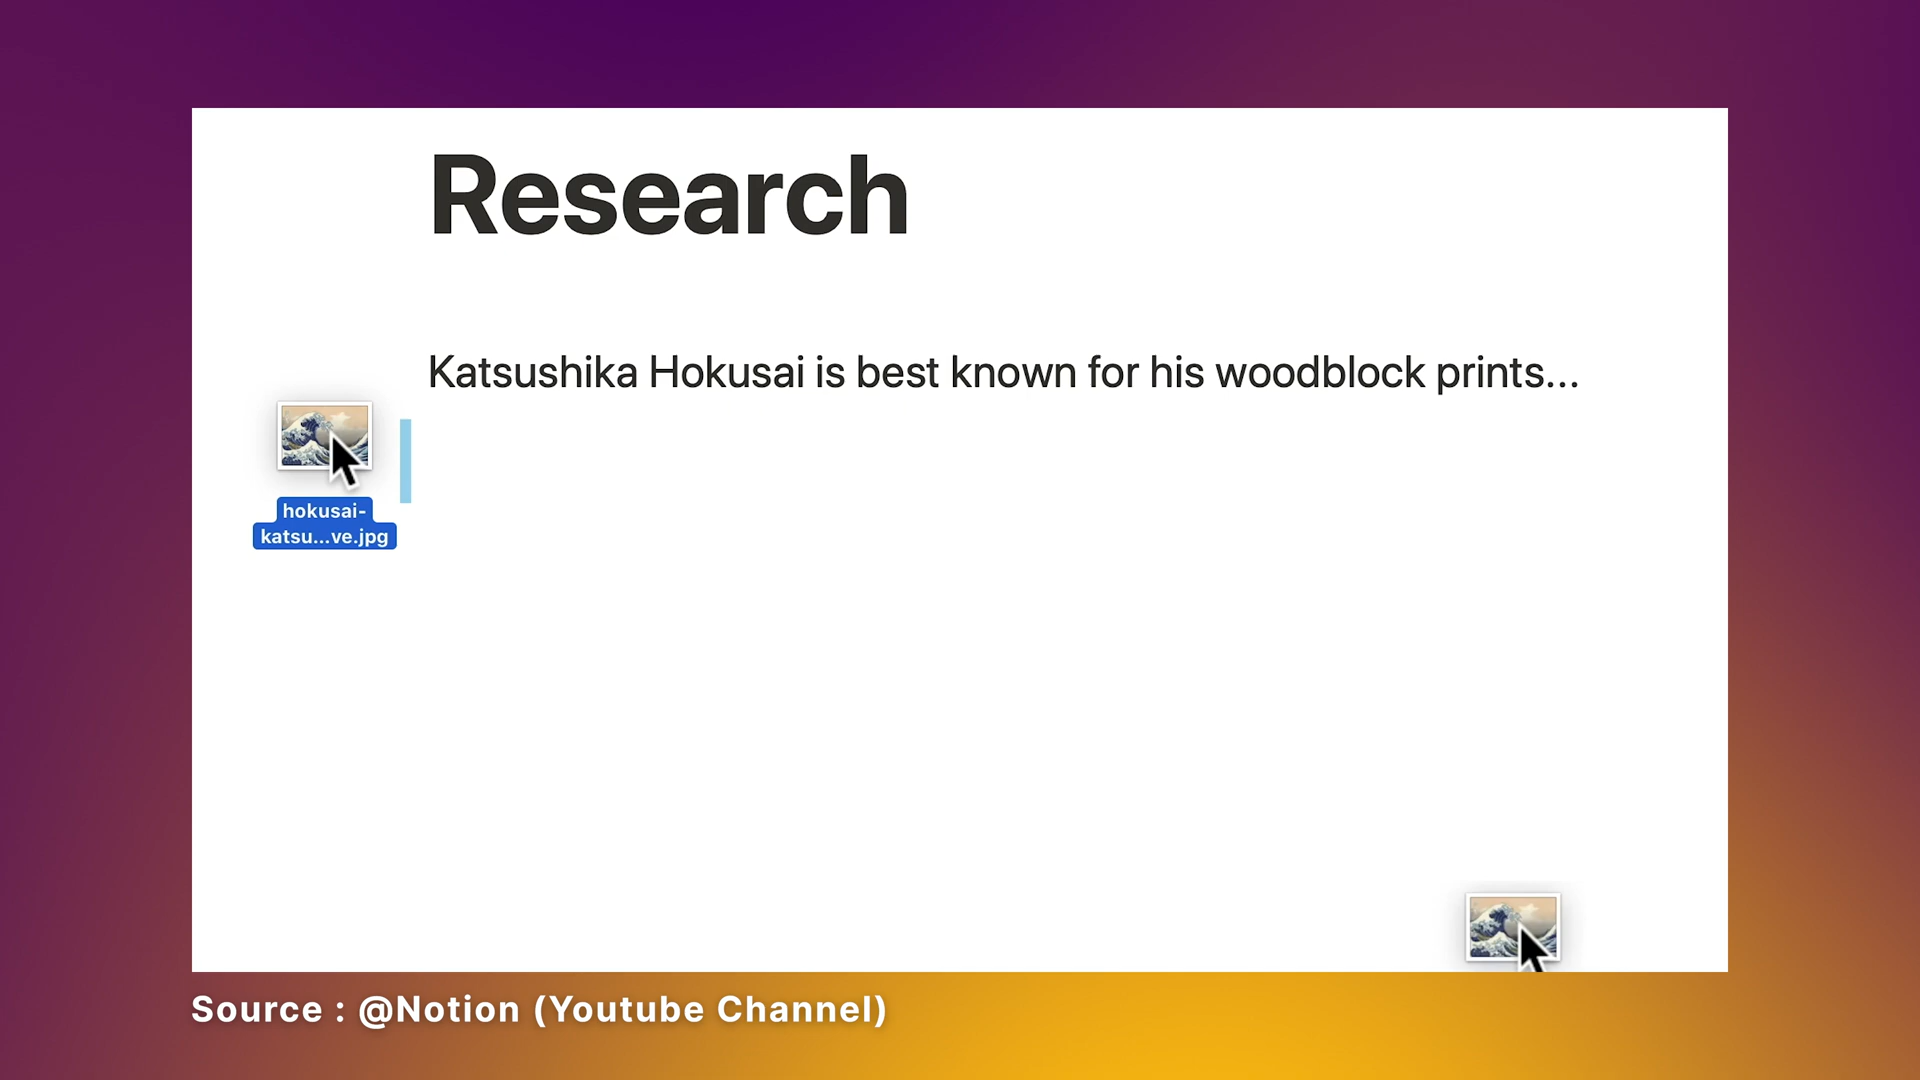 Research
Katsushika Hokusai is best known for his woodblock prints...
hokusai-
katsu...ve.jpg
Source : @Notion (Youtube Channel)